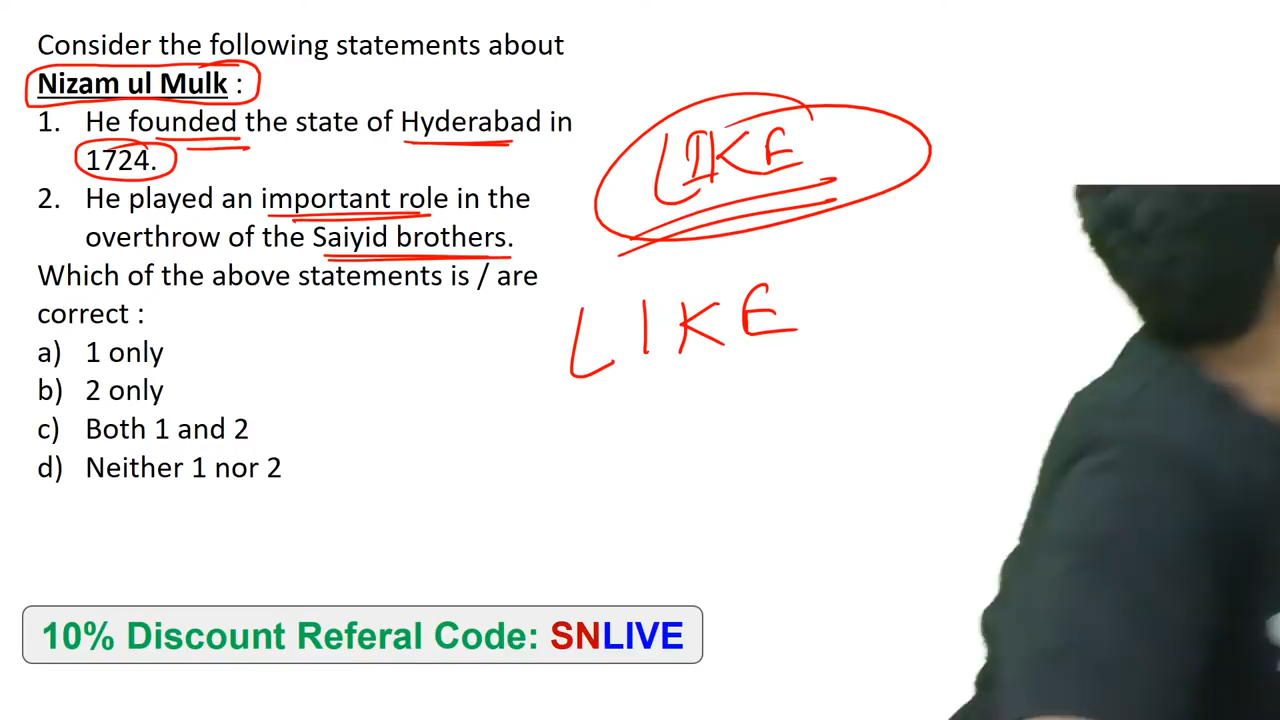 Consider the following statements about
Nizam ul Mulk :
1. He founded the state of Hyderabad in
1724.
2. He played an important role in the
overthrow of the Saiyid brothers.
Which of the above statements is / are
correct :
a) 1 only
b) 2 only
c) Both 1 and 2
d) Neither 1 nor 2
LIKE
LIKE
10% Discount Referal Code: SNLIVE